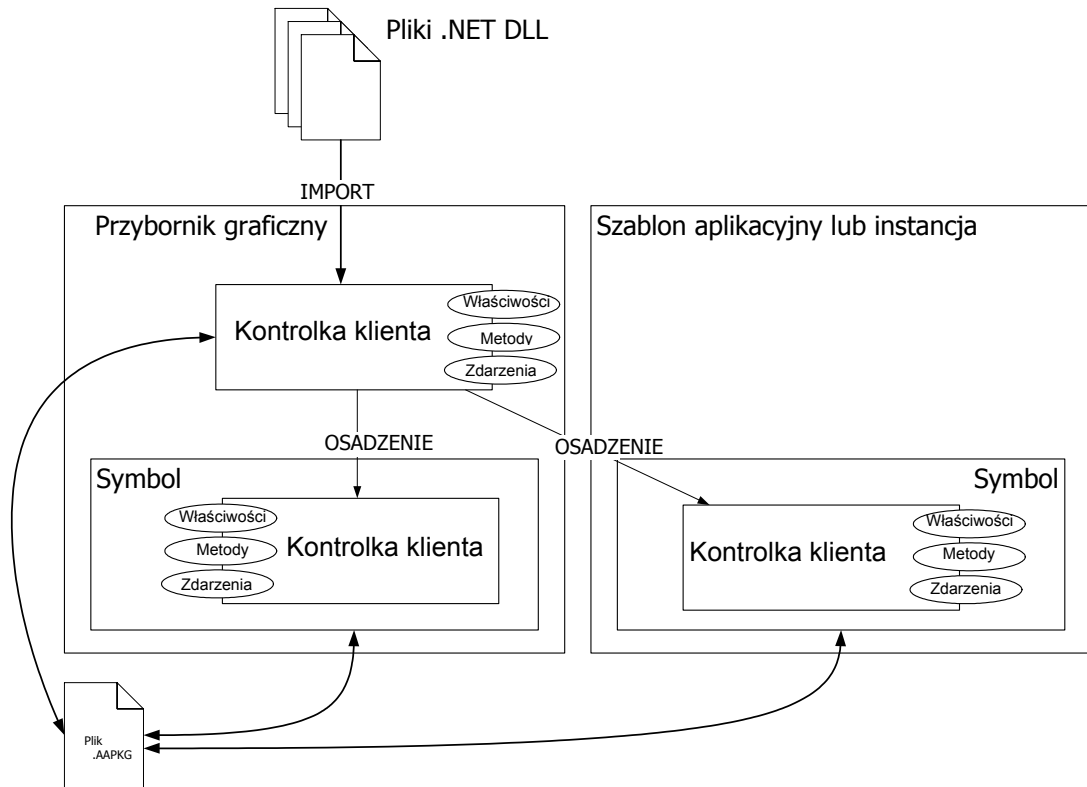 Pliki .NET DLL
IMPORT
Przybornik graficzny
Szablon aplikacyjny lub instancja
Kontrolka klienta
Właściwości
Metody
Zdarzenia
OSADZENIE
OSADZENIE
Symbol
Właściwości
Metody
Zdarzenia
Kontrolka klienta
Symbol
Kontrolka klienta
Właściwości
Metody
Zdarzenia
Plik
.AAPKG